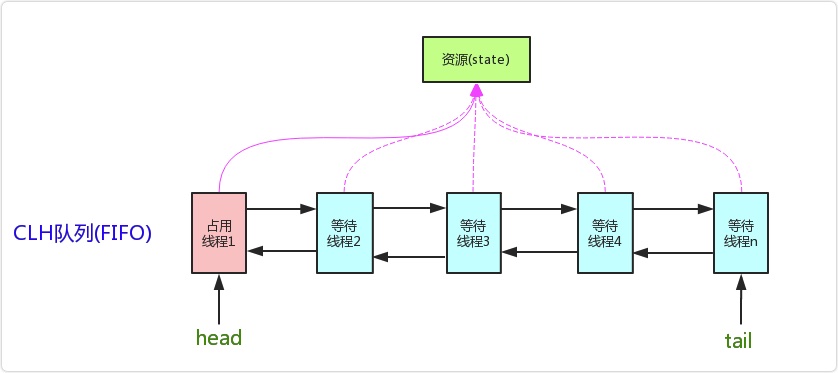 资源(state)
CLH队列(FIFO)
占用
线程1
等待
线程2
等待
线程3
等待
线程4
等待
线程n
head
tail